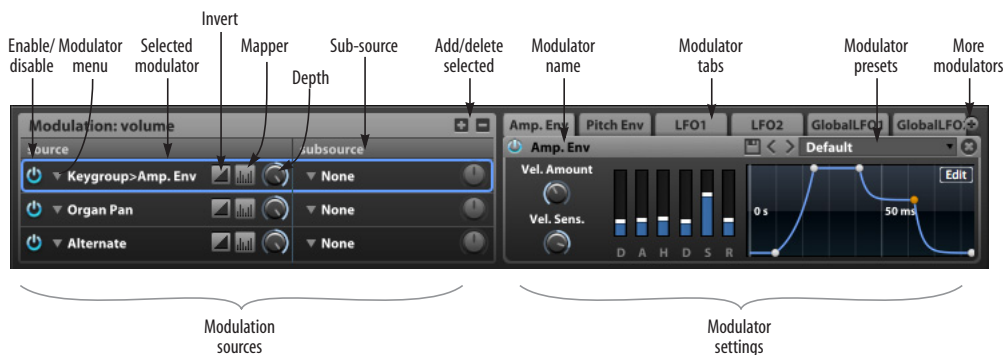 Invert
Enable/ Modulator Selected Mapper Sub-source Add/delete Modulator Modulator Modulator More
disable menu modulator selected name tabs presets modulators
Depth
Modulation: volume
source subsource
Keygroup>Amp. Env None
Organ Pan None
Alternate None
Amp. Env Pitch Env LFO1 LFO2 GlobalLFO1 GlobalLFO
Amp. Env Default
Vel. Amount
Vel. Sens.
D A H D S R
Edit
0 s 50 ms
Modulation Modulator
sources settings